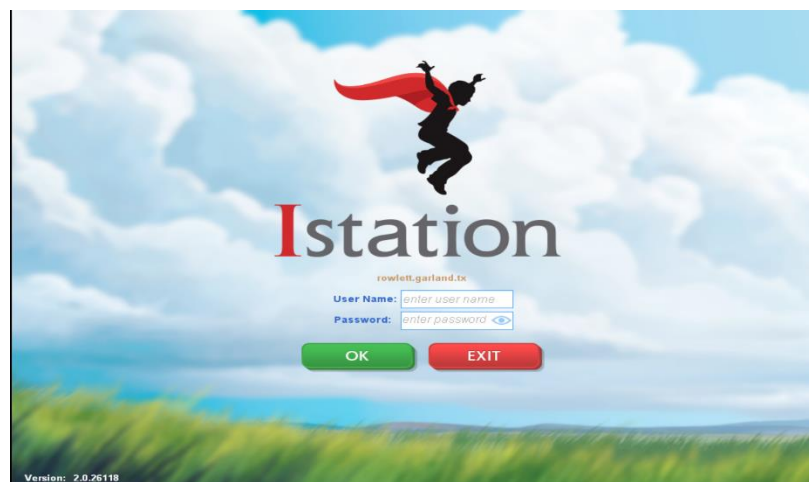 Istation
rowlett.garland.tx
User Name: enter user name
Password: enter password
OK EXIT
Version: 2.0.26118